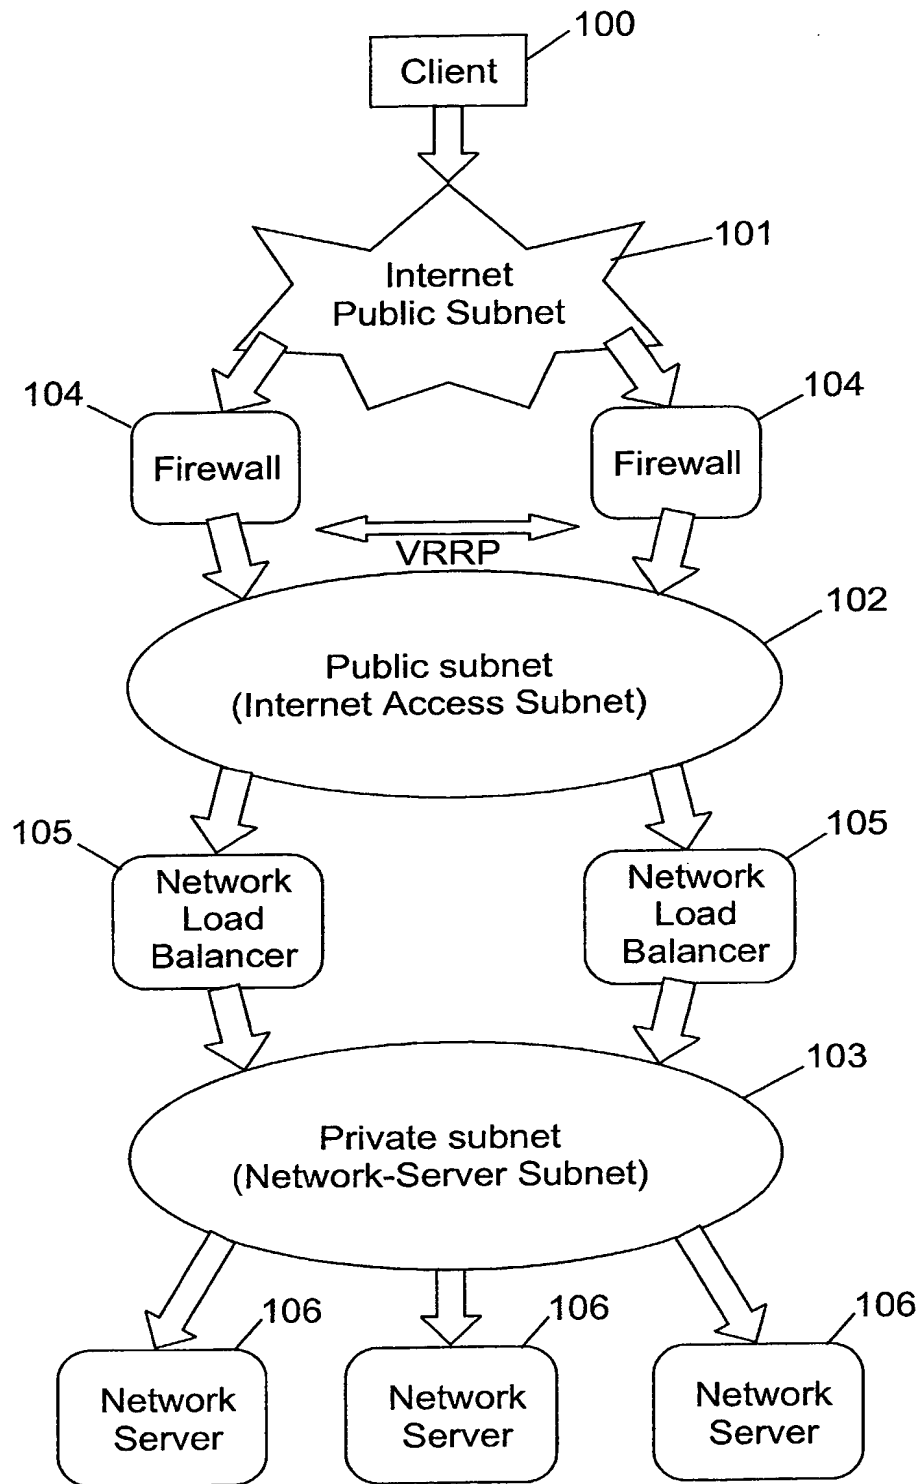 100
Client
101
Internet
Public Subnet
104
104
Firewall
Firewall
VRRP
102
Public subnet
(Internet Access Subnet)
105
105
Network
Load
Balancer
Network
Load
Balancer
103
Private subnet
(Network-Server Subnet)
106
106
106
Network
Server
Network
Server
Network
Server